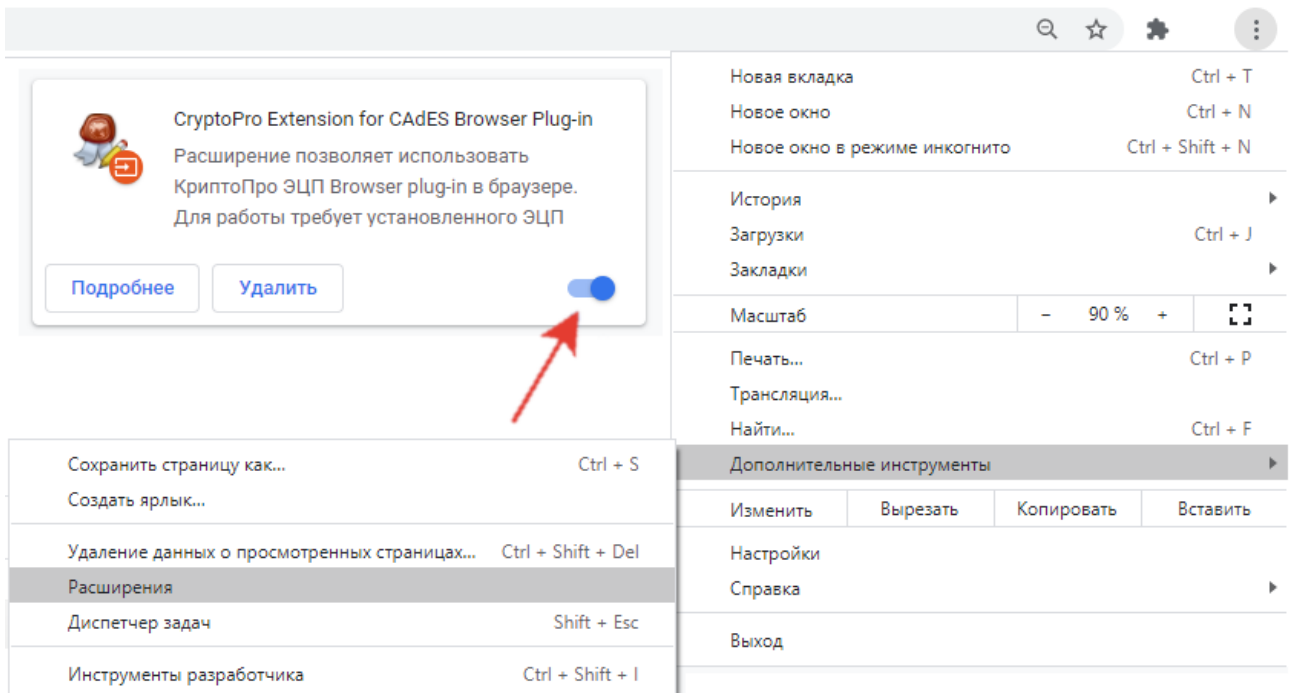 CryptoPro Extension for CAdES Browser Plug-in
Расширение позволяет использовать
КриптоПро ЭЦП Browser plug-in в браузере.
Для работы требует установленного ЭЦП
Подробнее
Удалить
Новая вкладка Ctrl + T
Новое окно Ctrl + N
Новое окно в режиме инкогнито Ctrl + Shift + N
История
Загрузки Ctrl + J
Закладки
Масштаб - 90 % +
Печать... Ctrl + P
Трансляция...
Найти... Ctrl + F
Дополнительные инструменты
Изменить Вырезать Копировать Вставить
Настройки
Справка
Выход
Сохранить страницу как... Ctrl + S
Создать ярлык...
Удаление данных о просмотренных страницах... Ctrl + Shift + Del
Расширения
Диспетчер задач Shift + Esc
Инструменты разработчика Ctrl + Shift + I